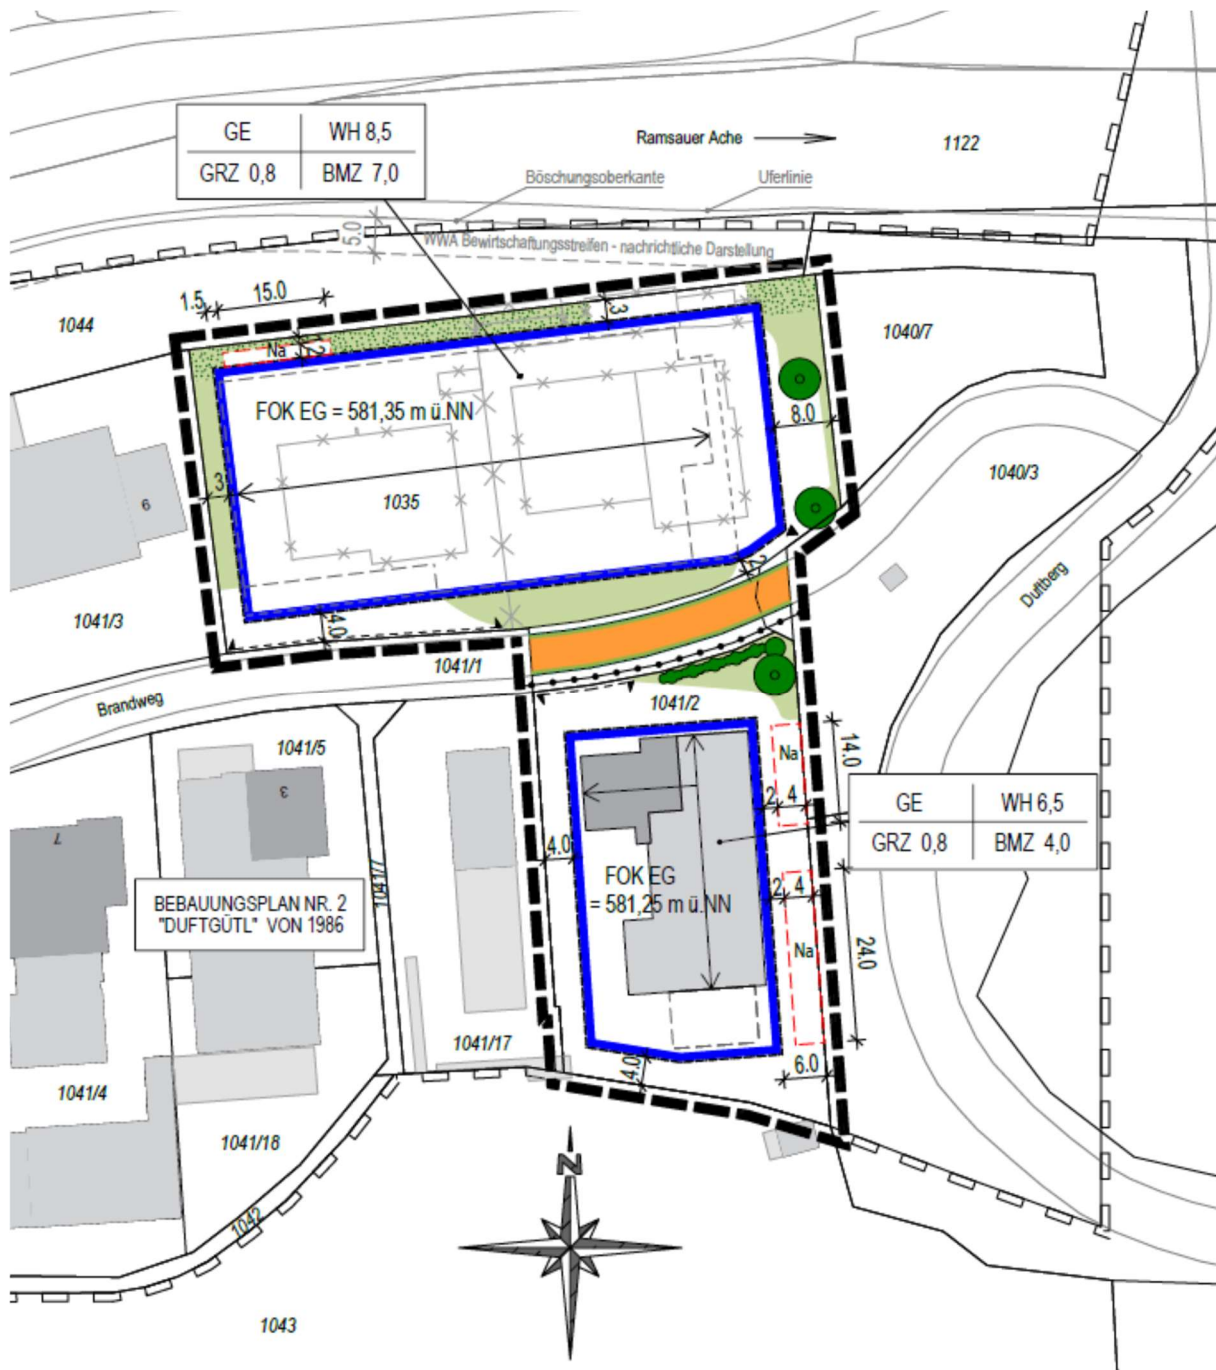 GE
WH 8,5
GRZ 0,8
BMZ 7,0
Ramsauer Ache
1122
Böschungsoberkante
Uferlinie
5.0
WWA Bewirtschaftungsstreifen - nachrichtliche Darstellung
1.5
15.0
1044
3
1040/7
Na
2
FOK EG = 581,35 m ü.NN
8.0
1040/3
3
1035
9
2
Duftberg
1041/3
4.0
1041/1
Brandweg
1041/2
1041/5
Na
14.0
3
2
4
GE
WH 6,5
GRZ 0,8
BMZ 4,0
7
4.0
1041/7
FOK EG
= 581,25 m ü.NN
2
4
BEBAUUNGSPLAN NR. 2
"DUFTGÜTL" VON 1986
Na
24.0
1041/17
4.0
6.0
1041/4
1041/18
N
1042
1043